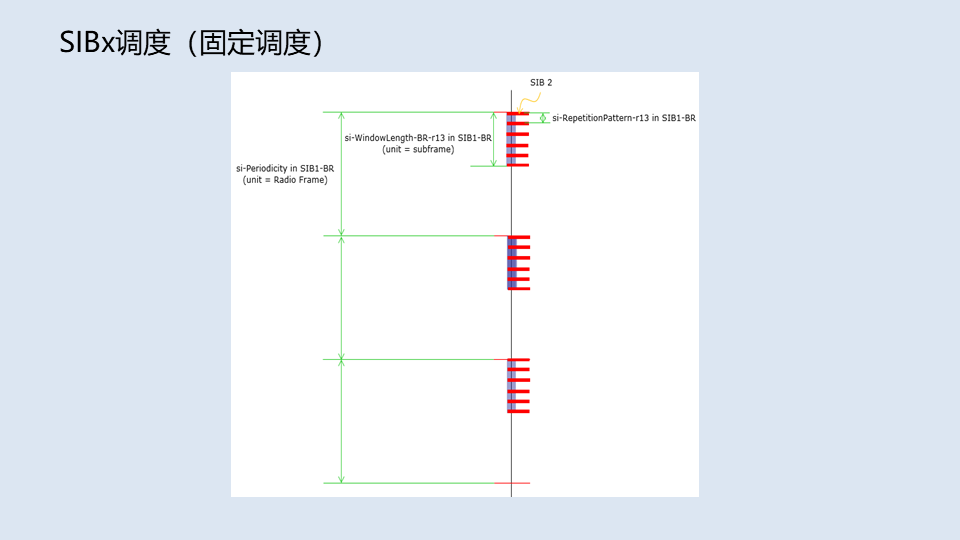 SIBx调度（固定调度）
SIB 2
si-RepetitionPattern-r13 in SIB1-BR
si-WindowLength-BR-r13 in SIB1-BR
(unit = subframe)
si-Periodicity in SIB1-BR
(unit = Radio Frame)